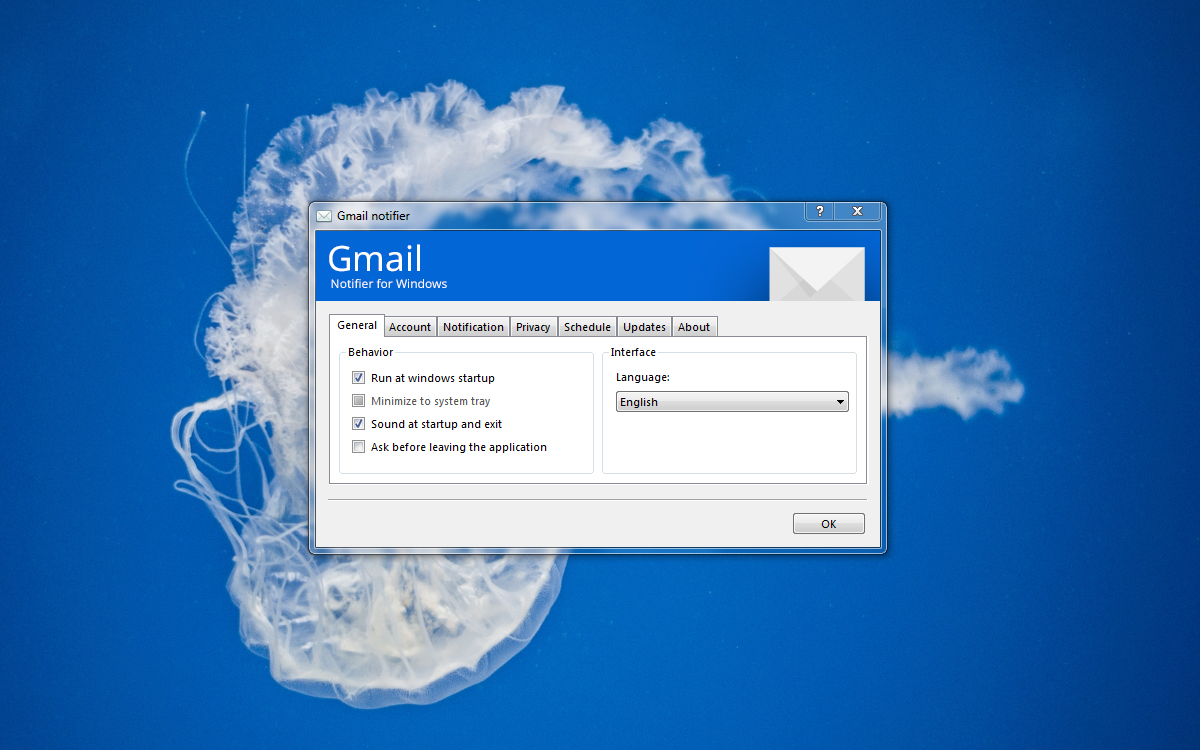 Gmail notifier
?
Gmail
Notifier for Windows
General Account Notification Privacy Schedule Updates About
Behavior
Run at windows startup
Minimize to system tray
Sound at startup and exit
Ask before leaving the application
Interface
Language:
English
OK